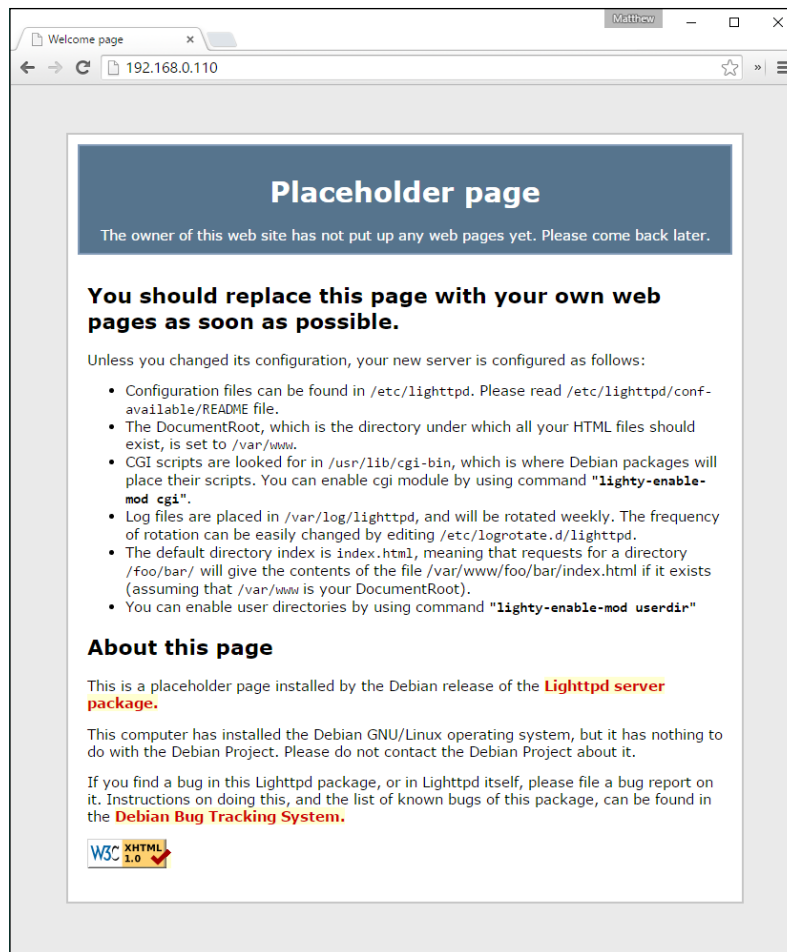 Matthew
Welcome page
192.168.0.110
»
Placeholder page
The owner of this web site has not put up any web pages yet. Please come back later.
You should replace this page with your own web
pages as soon as possible.
Unless you changed its configuration, your new server is configured as follows:
• Configuration files can be found in /etc/lighttpd. Please read /etc/lighttpd/conf-
available/README file.
• The DocumentRoot, which is the directory under which all your HTML files should
exist, is set to /var/www.
• CGI scripts are looked for in /usr/lib/cgi-bin, which is where Debian packages will
place their scripts. You can enable cgi module by using command "lighty-enable-
mod cgi".
• Log files are placed in /var/log/lighttpd, and will be rotated weekly. The frequency
of rotation can be easily changed by editing /etc/logrotate.d/lighttpd.
• The default directory index is index.html, meaning that requests for a directory
/foo/bar/ will give the contents of the file /var/www/foo/bar/index.html if it exists
(assuming that /var/www is your DocumentRoot).
• You can enable user directories by using command "lighty-enable-mod userdir"
About this page
This is a placeholder page installed by the Debian release of the Lighttpd server
package.
This computer has installed the Debian GNU/Linux operating system, but it has nothing to
do with the Debian Project. Please do not contact the Debian Project about it.
If you find a bug in this Lighttpd package, or in Lighttpd itself, please file a bug report on
it. Instructions on doing this, and the list of known bugs of this package, can be found in
the Debian Bug Tracking System.
W3C XHTML
1.0